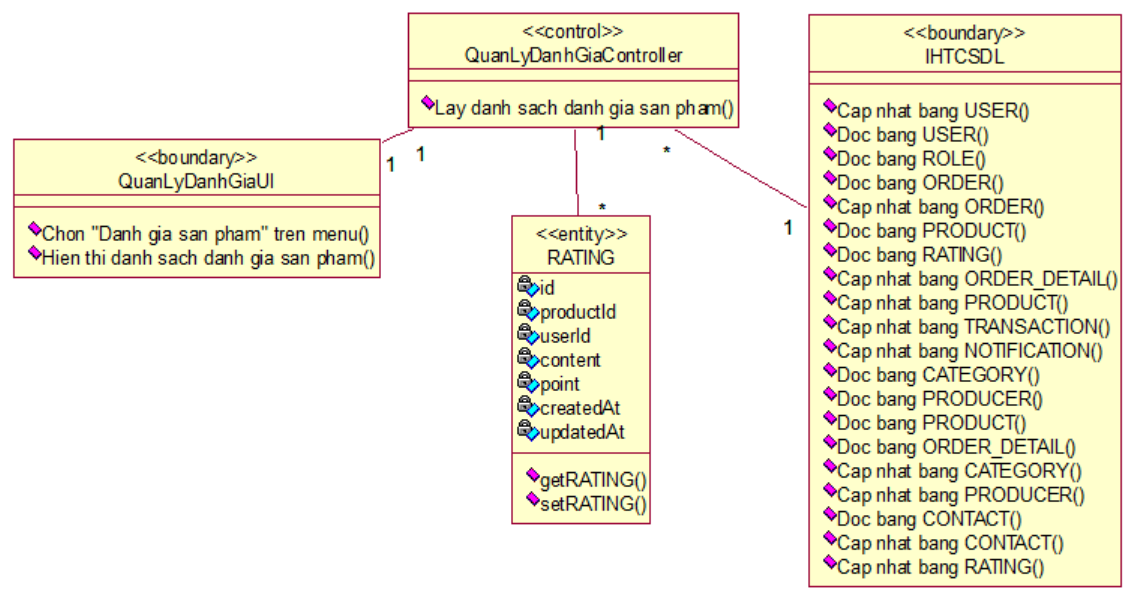 <<control>>
QuanLyDanhGiaController
Lay danh sach danh gia san pham()
<<boundary>>
QuanLyDanhGiaUI
Chon "Danh gia san pham" tren menu()
Hien thi danh sach danh gia san pham()
1
1
1
*
*
1
<<entity>>
RATING
id
productId
userId
content
point
createdAt
updatedAt
getRATING()
setRATING()
<<boundary>>
IHTCSDL
Cap nhat bang USER()
Doc bang USER()
Doc bang ROLE()
Doc bang ORDER()
Cap nhat bang ORDER()
Doc bang PRODUCT()
Doc bang RATING()
Cap nhat bang ORDER_DETAIL()
Cap nhat bang PRODUCT()
Cap nhat bang TRANSACTION()
Cap nhat bang NOTIFICATION()
Doc bang CATEGORY()
Doc bang PRODUCER()
Doc bang PRODUCT()
Doc bang ORDER_DETAIL()
Cap nhat bang CATEGORY()
Cap nhat bang PRODUCER()
Doc bang CONTACT()
Cap nhat bang CONTACT()
Cap nhat bang RATING()